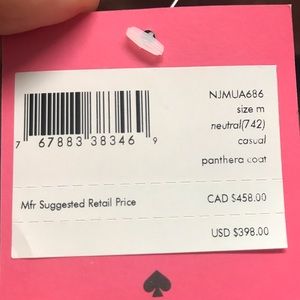 NJMUA686
size m
neutral(742)
casual
panthera coat
7 67883 38346 9
Mfr Suggested Retail Price CAD $458.00
USD $398.00